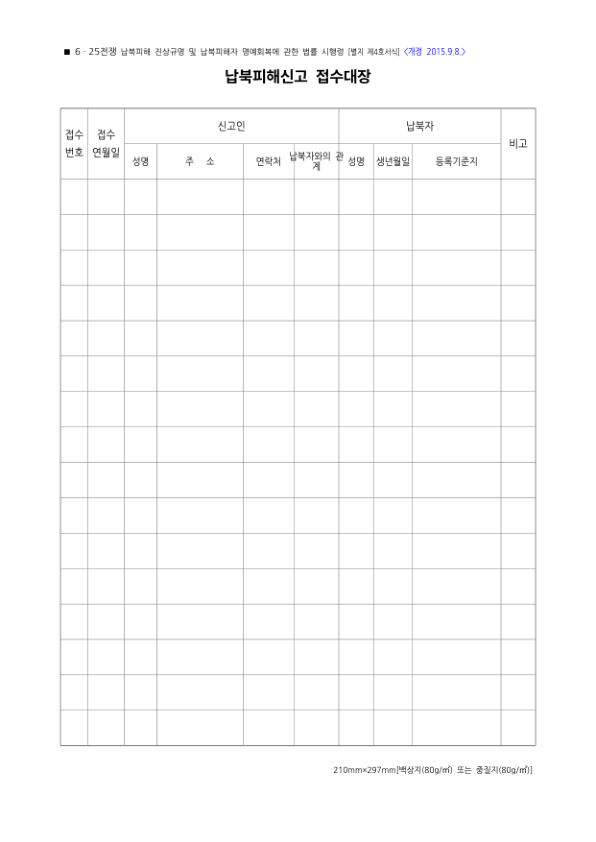 ■ 6ㆍ25전쟁 납북피해 진상규명 및 납북피해자 명예회복에 관한 법률 시행령 [별지 제4호서식] <개정 2015.9.8.>
납북피해신고 접수대장
접수 번호
접수 연월일
신고인
납북자
비고
성명
주 소
연락처
납북자와의 관계
성명
생년월일
등록기준지
210mm×297mm[백상지(80g/㎡) 또는 중질지(80g/㎡)]